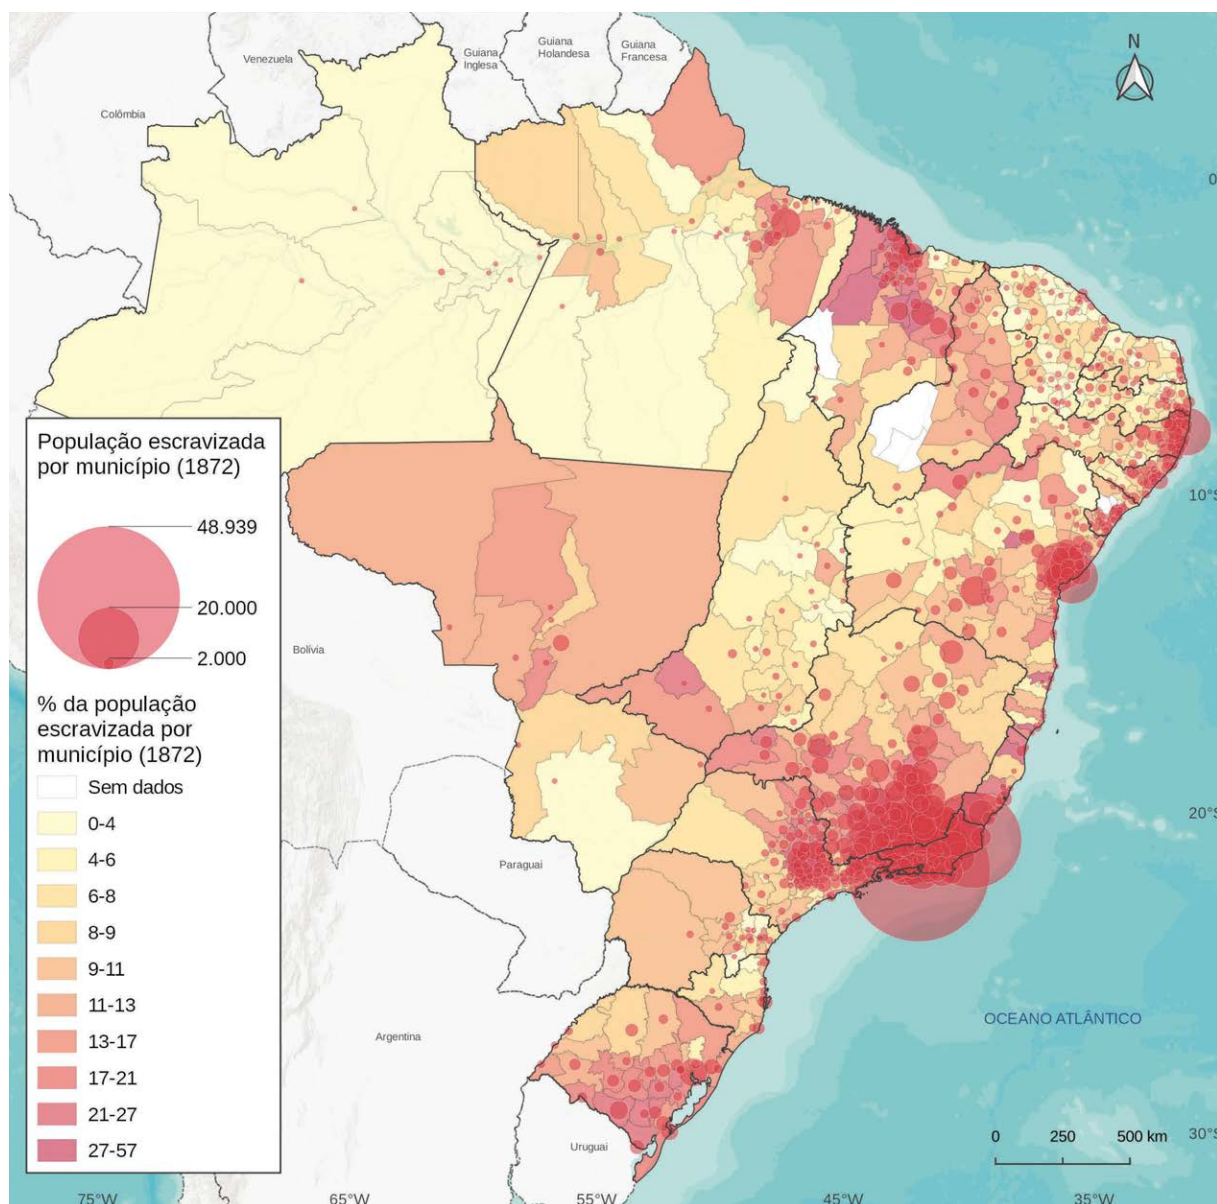 Venezuela
Guiana
Inglesa
Guiana
Holandesa
Guiana
Francesa
N
Colômbia
0
População escravizada
por município (1872)
48.939
20.000
2.000
10°S
Bolívia
% da população
escravizada por
município (1872)
Sem dados
0-4
4-6
6-8
8-9
9-11
11-13
13-17
17-21
21-27
27-57
20°S
Paraguai
Argentina
OCEANO ATLÂNTICO
Uruguai
0 250 500 km
30°S
75°W 65°W 55°W 45°W 35°W